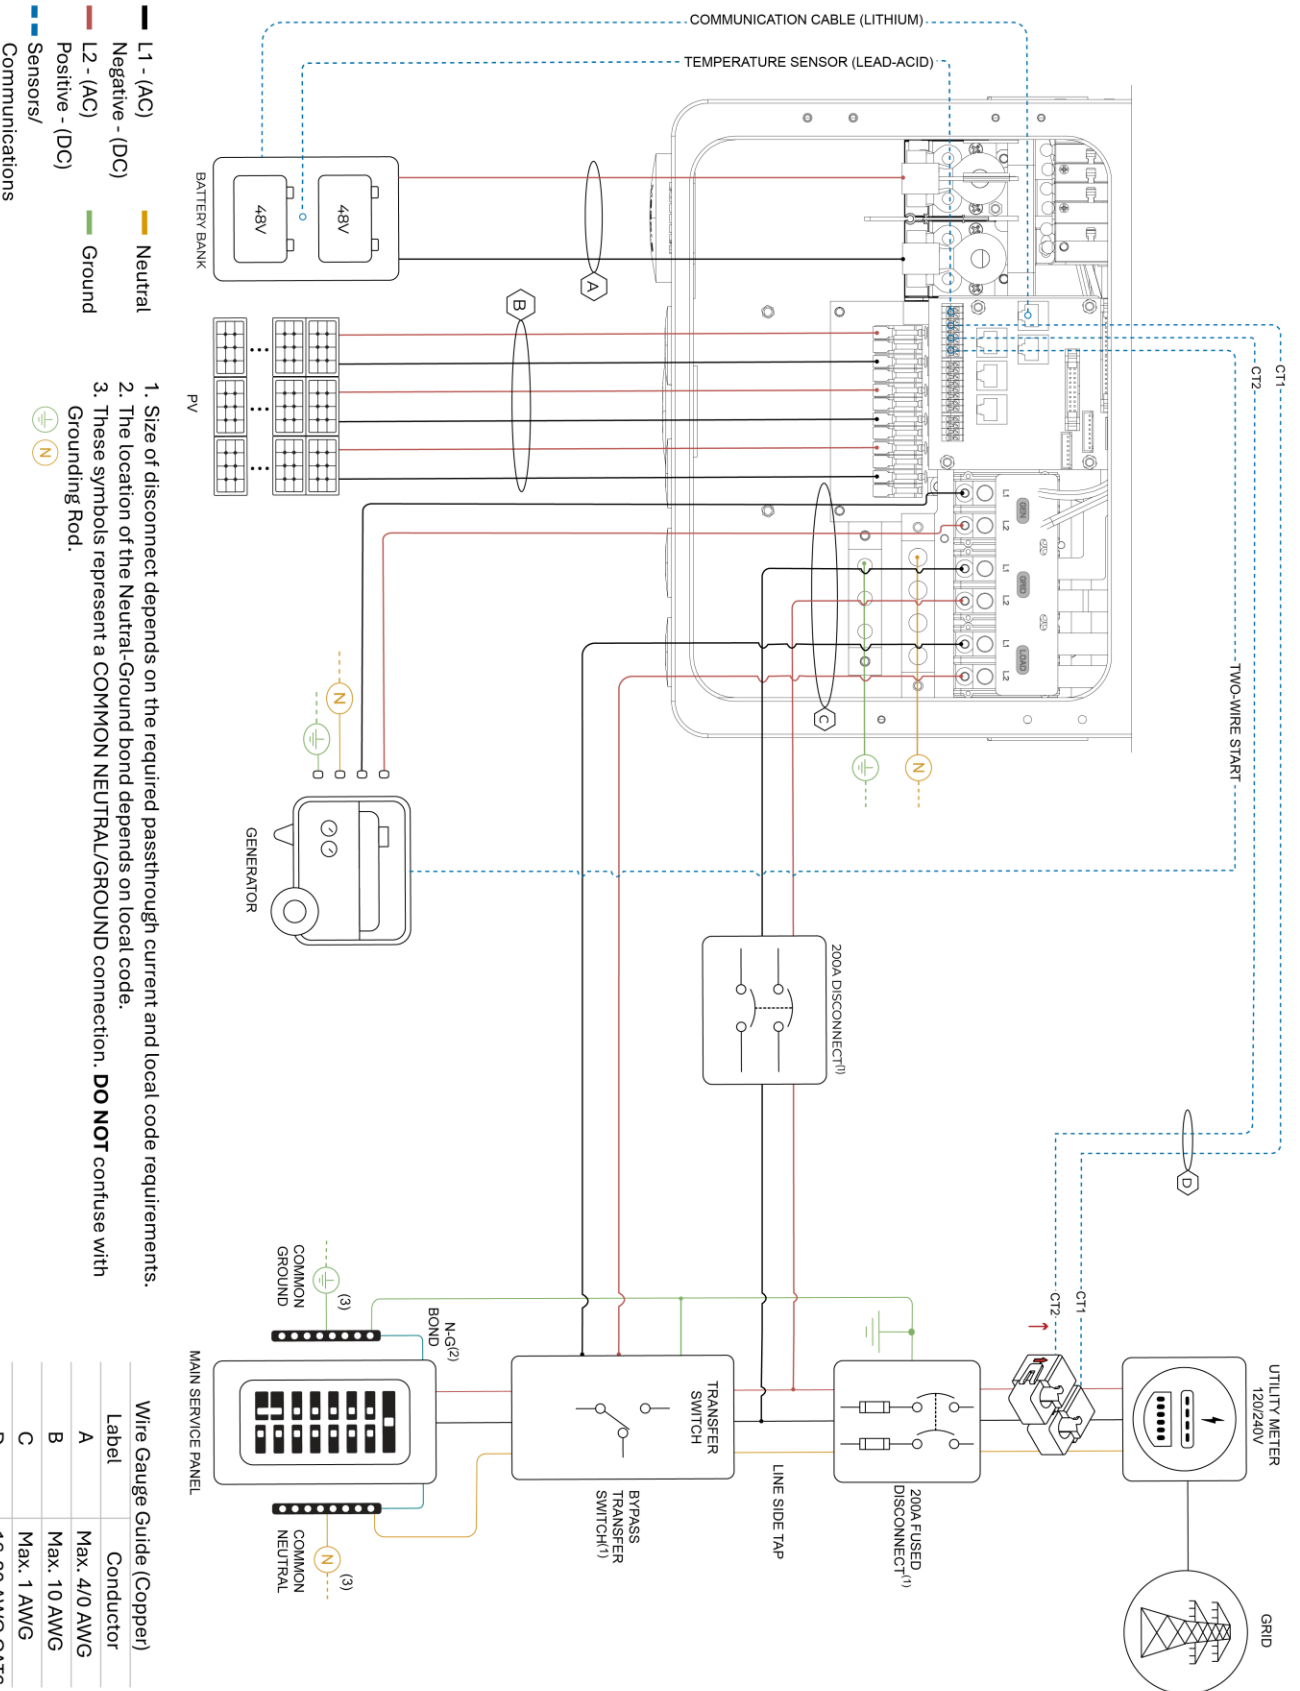 COMMUNICATION CABLE (LITHIUM)
TEMPERATURE SENSOR (LEAD-ACID)
CT1
CT2
TWO-WIRE START
GEN
L1
L2
GRID
L1
L2
LOAD
L1
L2
48V
48V
BATTERY BANK
A
B
C
D
PV
N
N
GENERATOR
200A DISCONNECT(1)
CT1
CT2
UTILITY METER
120/240V
GRID
200A FUSED
DISCONNECT(1)
LINE SIDE TAP
TRANSFER
SWITCH
BYPASS
TRANSFER
SWITCH(1)
N-G(2)
BOND
(3)
COMMON
GROUND
MAIN SERVICE PANEL
(3)
N
COMMON
NEUTRAL
L1 - (AC)
Negative - (DC)
L2 - (AC)
Positive - (DC)
Sensors/
Communications
Neutral
Ground
1. Size of disconnect depends on the required passthrough current and local code requirements.
2. The location of the Neutral-Ground bond depends on local code.
3. These symbols represent a COMMON NEUTRAL/GROUND connection. DO NOT confuse with
Grounding Rod.
N
Wire Gauge Guide (Copper)
Label Conductor
A Max. 4/0 AWG
B Max. 10 AWG
C Max. 1 AWG